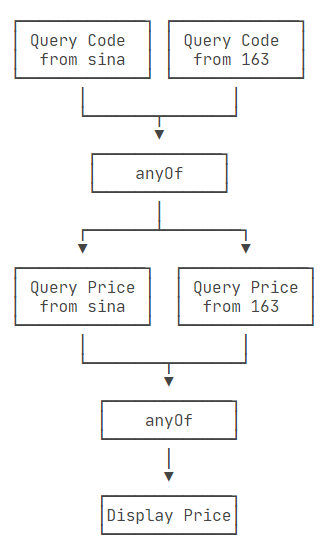 Query Code
from sina
Query Code
from 163
anyOf
Query Price
from sina
Query Price
from 163
anyOf
Display Price